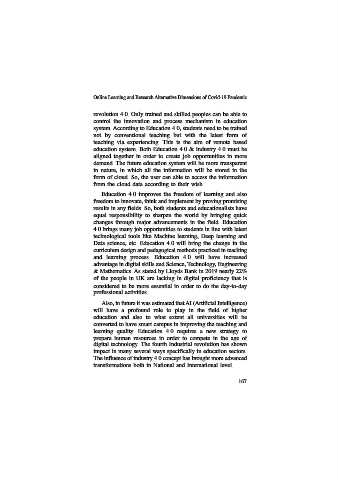 Online Learning and Research Alternative Dimensions of Covid-19 Pandemic
revolution 4.0. Only trained and skilled peoples can be able to
control the innovation and process mechanism in education
system. According to Education 4.0, students need to be trained
not by conventional teaching but with the latest form of
teaching via experiencing. This is the aim of remote based
education system. Both Education 4.0 & industry 4.0 must be
aligned together in order to create job opportunities in more
demand. The future education system will be more transparent
in nature, in which all the information will be stored in the
form of cloud. So, the user can able to access the information
from the cloud data according to their wish.
Education 4.0 improves the freedom of learning and also
freedom to innovate, think and implement by proving promising
results in any fields. So, both students and educationalists have
equal responsibility to sharpen the world by bringing quick
changes through major advancements in the field. Education
4.0 brings many job opportunities to students in line with latest
technological tools like Machine learning, Deep learning and
Data science, etc. Education 4.0 will bring the change in the
curriculum design and pedagogical methods practiced in teaching
and learning process. Education 4.0 will have increased
advantage in digital skills and Science, Technology, Engineering
& Mathematics. As stated by Lloyds Bank in 2019 nearly 22%
of the people in UK are lacking in digital proficiency that is
considered to be more essential in order to do the day-to-day
professional activities.
Also, in future it was estimated that AI (Artificial Intelligence)
will have a profound role to play in the field of higher
education and also to what extent all universities will be
converted to have smart campus in improving the teaching and
learning quality. Education 4.0 requires a new strategy to
prepare human resources in order to compete in the age of
digital technology. The fourth industrial revolution has shown
impact in many several ways specifically in education sectors.
The influence of industry 4.0 concept has brought more advanced
transformations both in National and International level.
167